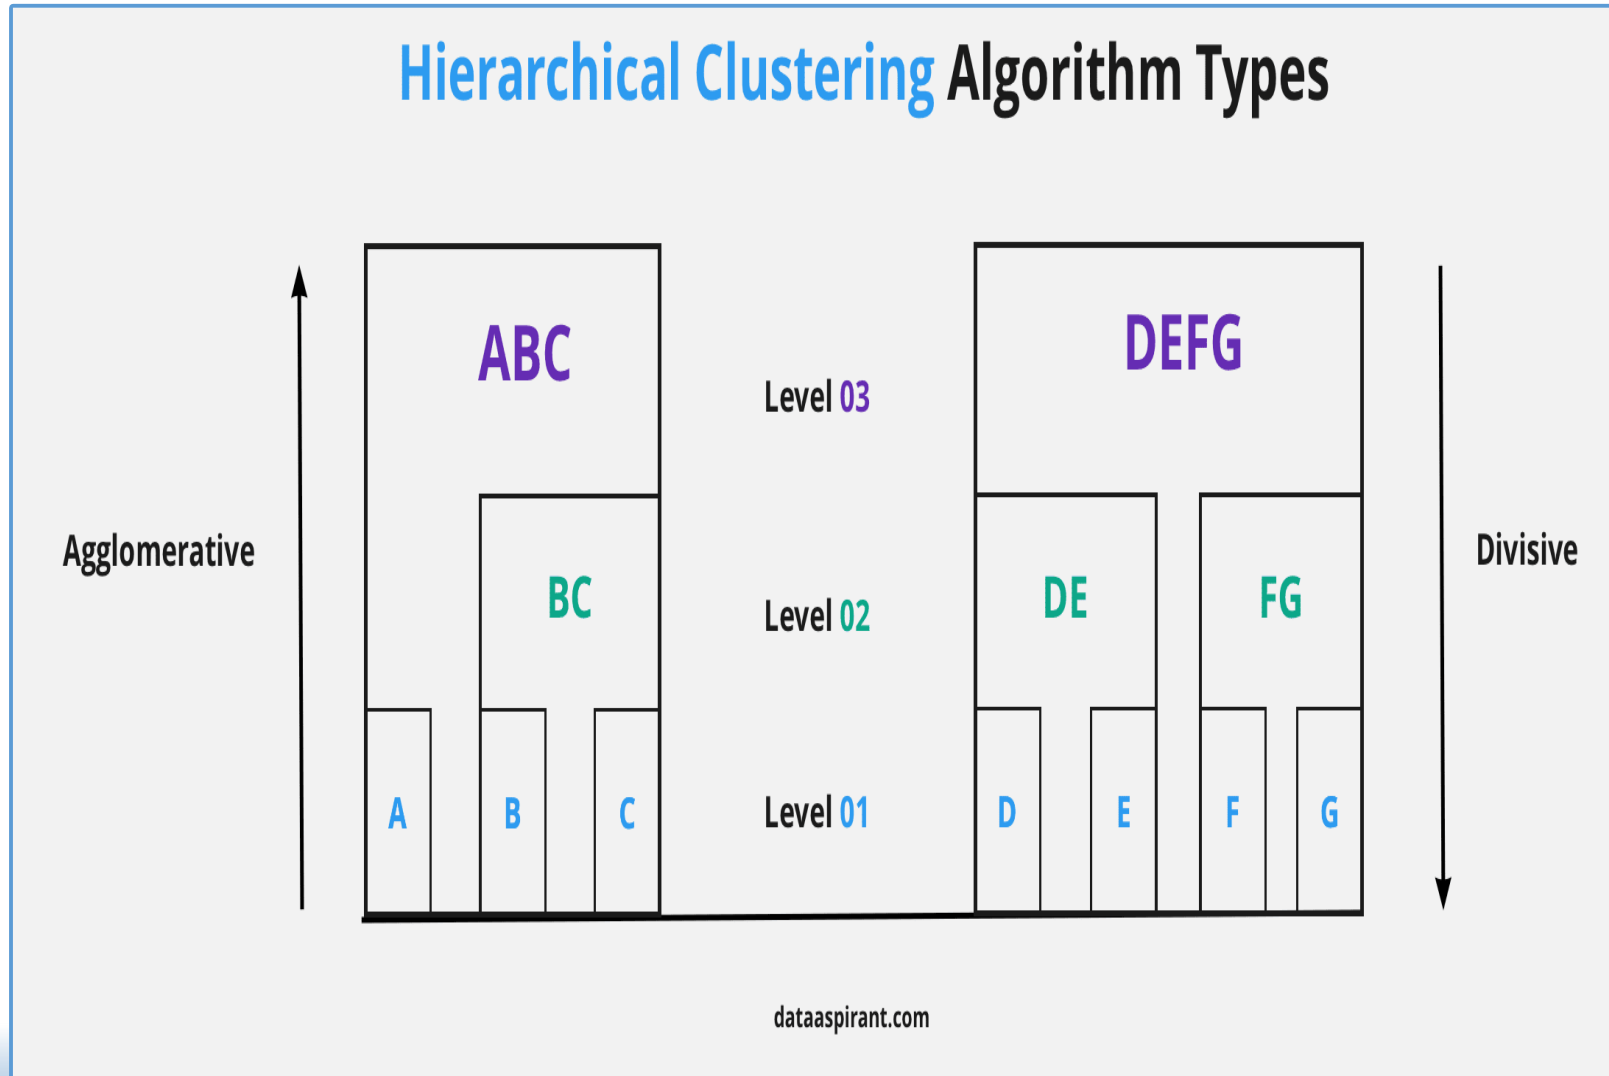 Hierarchical Clustering Algorithm Types
ABC
DEFG
Level 03
Agglomerative
Divisive
BC
Level 02
DE
FG
A
B
C
Level 01
D
E
F
G
dataaspirant.com